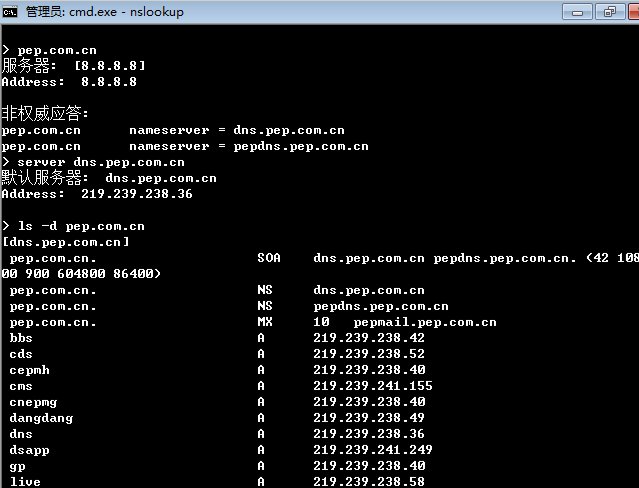 管理员: cmd.exe - nslookup
> pep.com.cn
服务器:  [8.8.8.8]
Address:  8.8.8.8
非权威应答:
pep.com.cn      nameserver = dns.pep.com.cn
pep.com.cn      nameserver = pepdns.pep.com.cn
> server dns.pep.com.cn
默认服务器:  dns.pep.com.cn
Address:  219.239.238.36
> ls -d pep.com.cn
[dns.pep.com.cn]
pep.com.cn.                    SOA    dns.pep.com.cn pepdns.pep.com.cn. (42 108
00 900 604800 86400)
pep.com.cn.                    NS     dns.pep.com.cn
pep.com.cn.                    NS     pepdns.pep.com.cn
pep.com.cn.                    MX     10   pepmail.pep.com.cn
bbs                            A      219.239.238.42
cds                            A      219.239.238.52
cepmh                          A      219.239.238.40
cms                            A      219.239.241.155
cnepmg                         A      219.239.238.40
dangdang                       A      219.239.238.49
dns                            A      219.239.238.36
dsapp                          A      219.239.241.249
gp                             A      219.239.238.40
live                           A      219.239.238.58